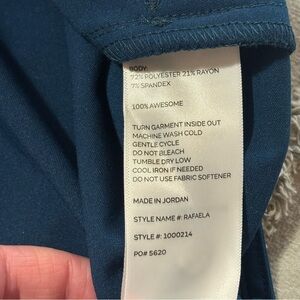 BODY:
72% POLYESTER 21% RAYON
7% SPANDEX
100% AWESOME
TURN GARMENT INSIDE OUT
MACHINE WASH COLD
GENTLE CYCLE
DO NOT BLEACH
TUMBLE DRY LOW
COOL IRON IF NEEDED
DO NOT USE FABRIC SOFTENER
MADE IN JORDAN
STYLE NAME #: RAFAELA
STYLE #: 1000214
PO# 5620